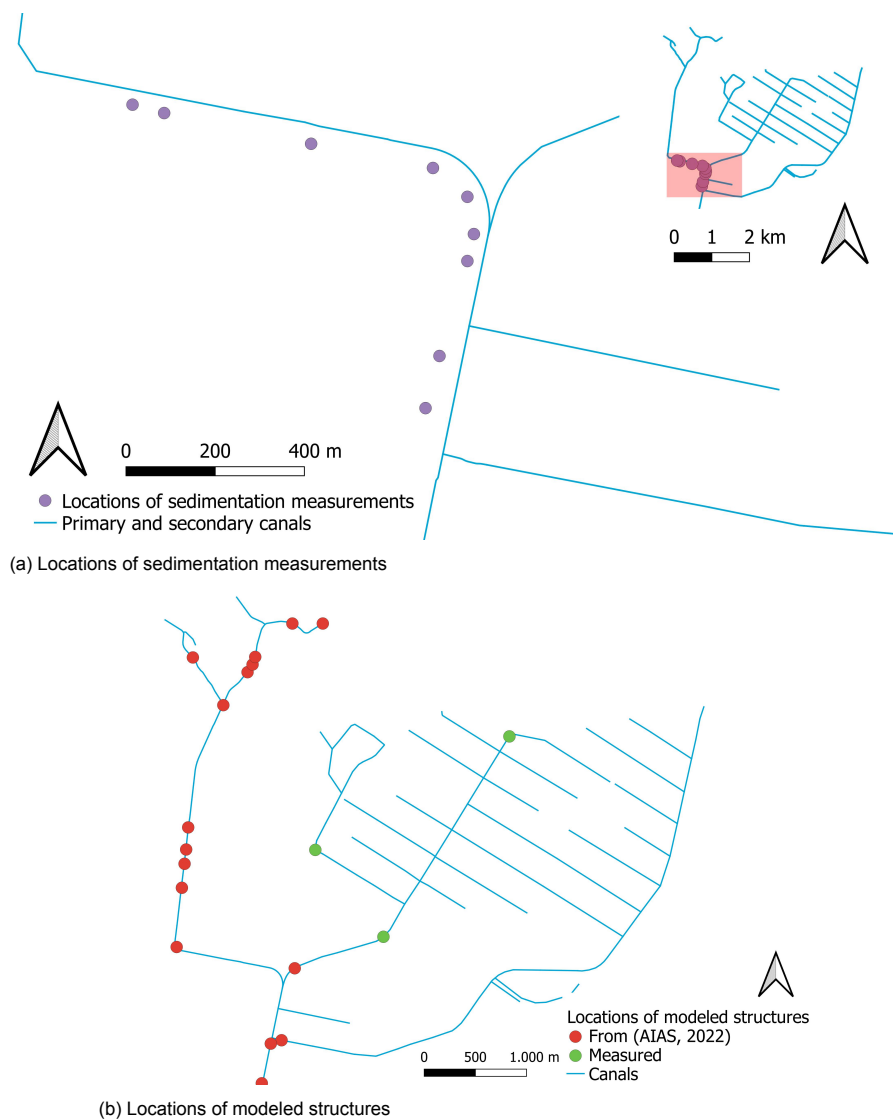 0 1 2 km
0 200 400 m
Locations of sedimentation measurements
Primary and secondary canals
(a) Locations of sedimentation measurements
Locations of modeled structures
From (AIAS, 2022)
Measured
0 500 1.000 m
Canals
(b) Locations of modeled structures